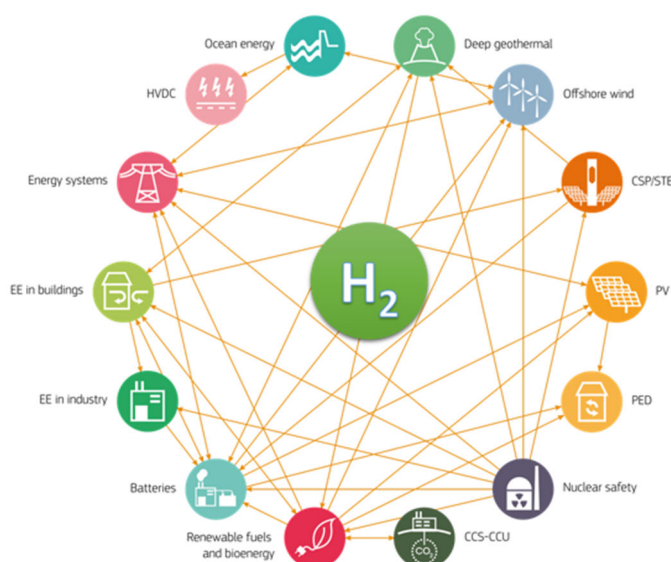 Ocean energy
Deep geothermal
HVDC
Offshore wind
Energy systems
CSP/STE
H2
EE in buildings
PV
EE in industry
PED
Batteries
Nuclear safety
Renewable fuels
and bioenergy
CCS-CCU
CO2